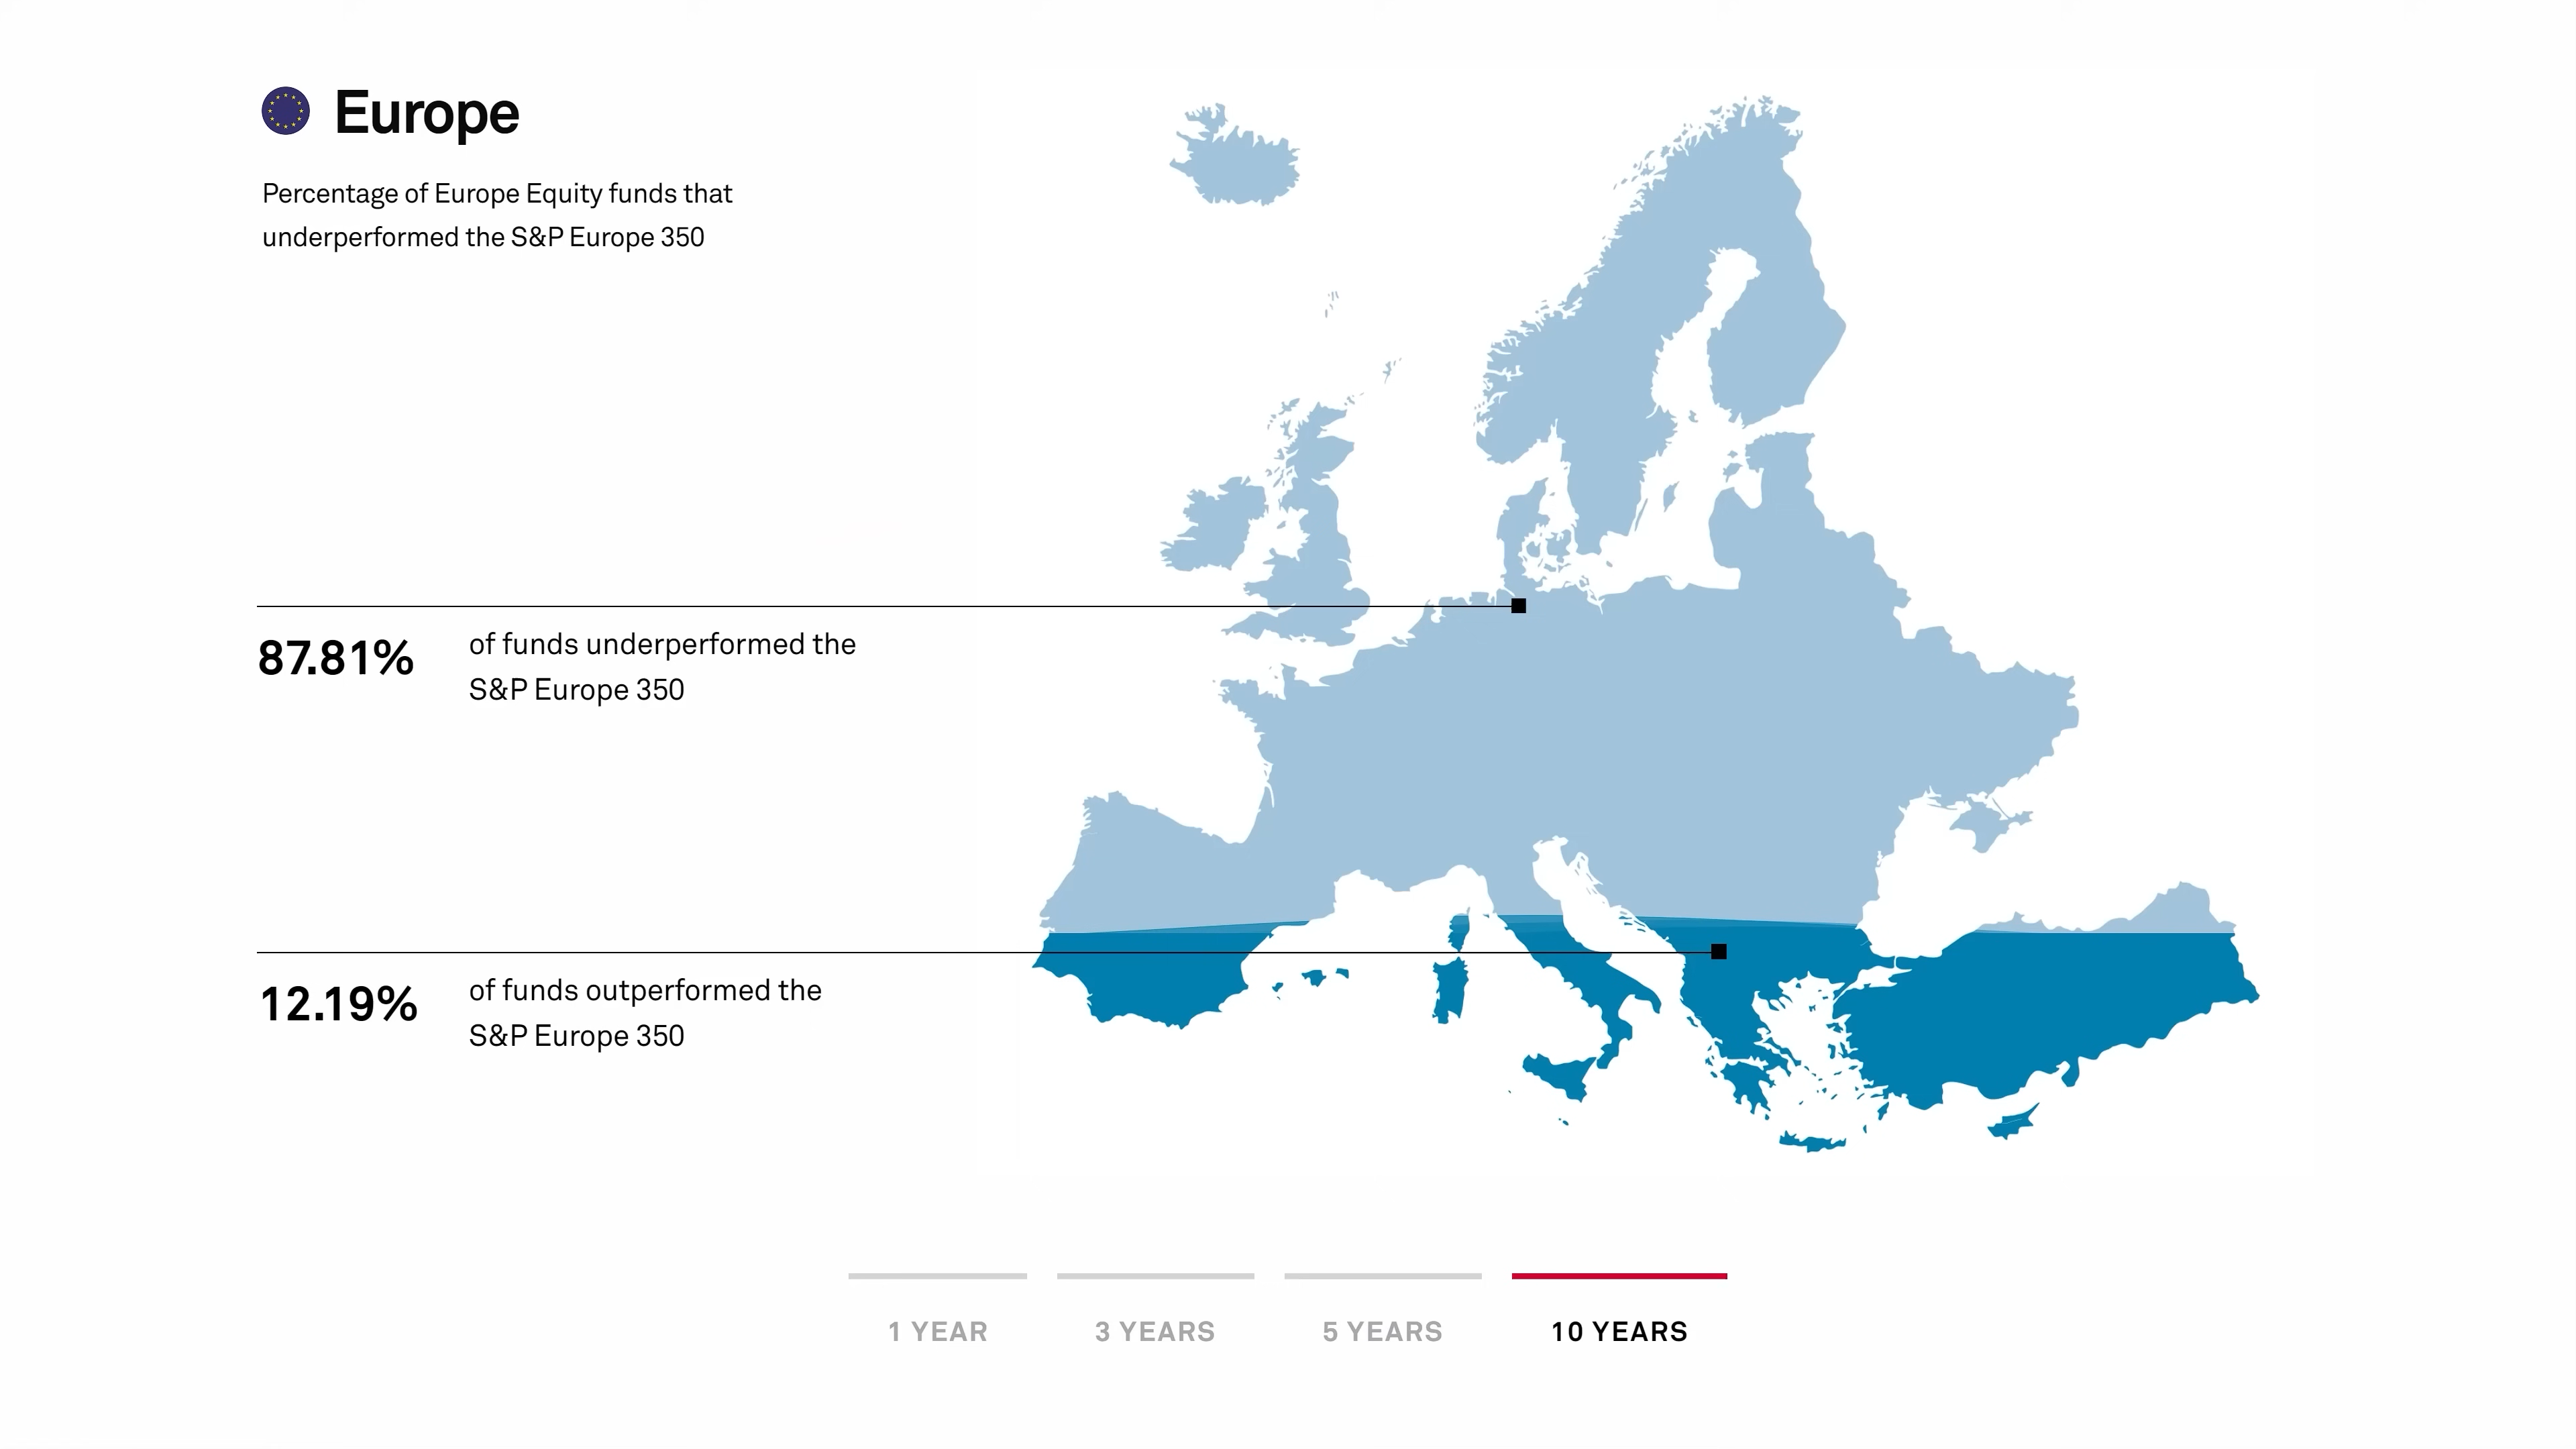 Europe
Percentage of Europe Equity funds that
underperformed the S&P Europe 350
87.81%
of funds underperformed the
S&P Europe 350
12.19%
of funds outperformed the
S&P Europe 350
1 YEAR
3 YEARS
5 YEARS
10 YEARS